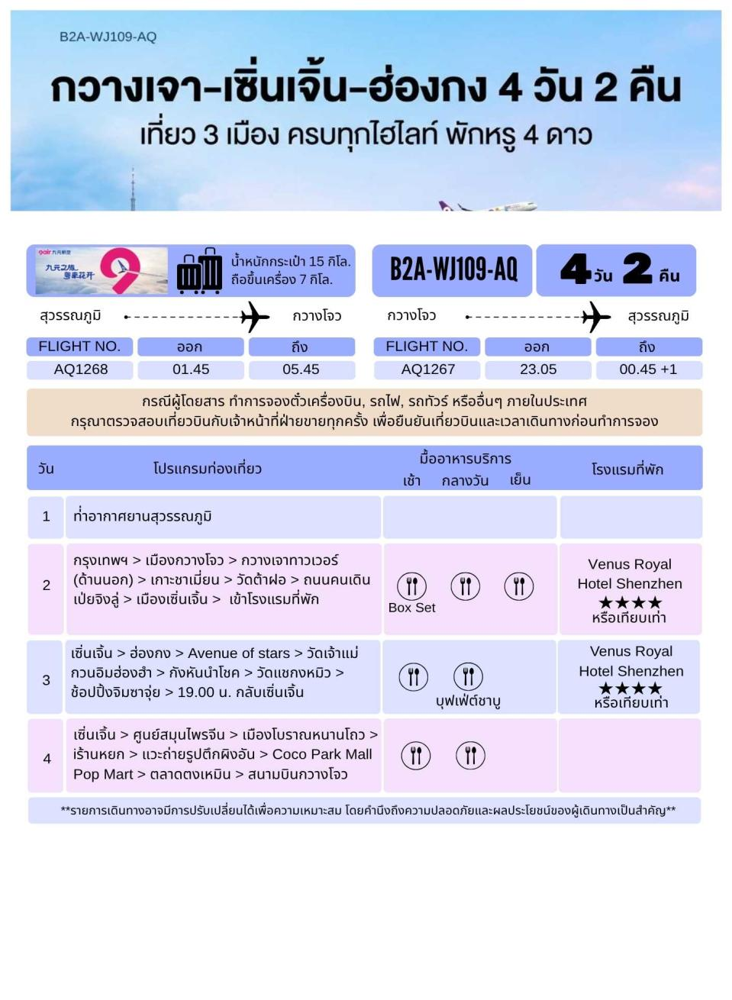 B2A-WJ109-AQ
กวางเจา-เซิ่นเจิ้น-ฮ่องกง 4 วัน 2 คืน
เที่ยว 3 เมือง ครบทุกไฮไลท์ พักหรู 4 ดาว
9air 九元航空
九元之旅
粤来花开
น้ำหนักกระเป๋า 15 กิโล.
ถือขึ้นเครื่อง 7 กิโล.
B2A-WJ109-AQ
4 วัน 2 คืน
สุวรรณภูมิ กวางโจว
กวางโจว สุวรรณภูมิ
FLIGHT NO. ออก ถึง
FLIGHT NO. ออก ถึง
AQ1268 01.45 05.45
AQ1267 23.05 00.45 +1
กรณีผู้โดยสาร ทำการจองตั๋วเครื่องบิน, รถไฟ, รถทัวร์ หรืออื่นๆ ภายในประเทศ
กรุณาตรวจสอบเที่ยวบินกับเจ้าหน้าที่ฝ่ายขายทุกครั้ง เพื่อยืนยันเที่ยวบินและเวลาเดินทางก่อนทำการจอง
วัน โปรแกรมท่องเที่ยว มื้ออาหารบริการ โรงแรมที่พัก
เช้า กลางวัน เย็น
1 ท่าอากาศยานสุวรรณภูมิ
2
กรุงเทพฯ > เมืองกวางโจว > กวางเจาทาวเวอร์
(ด้านนอก) > เกาะชาเมี่ยน > วัดต้าฝอ > ถนนคนเดิน
เป่ยจิงลู่ > เมืองเซิ่นเจิ้น > เข้าโรงแรมที่พัก
Box Set
Venus Royal
Hotel Shenzhen
★★★★
หรือเทียบเท่า
3
เซิ่นเจิ้น > ฮ่องกง > Avenue of stars > วัดเจ้าแม่
กวนอิมฮ่องฮำ > กังหันนำโชค > วัดแชกงหมิว >
ช้อปปิ้งจิมซาจุ่ย > 19.00 น. กลับเซิ่นเจิ้น
บุฟเฟ่ต์ชาบู
Venus Royal
Hotel Shenzhen
★★★★
หรือเทียบเท่า
4
เซิ่นเจิ้น > ศูนย์สมุนไพรจีน > เมืองโบราณหนานโถว >
iร้านหยก > แวะถ่ายรูปตึกผิงอัน > Coco Park Mall
Pop Mart > ตลาดตงเหมิน > สนามบินกวางโจว
**รายการเดินทางอาจมีการปรับเปลี่ยนได้เพื่อความเหมาะสม โดยคำนึงถึงความปลอดภัยและผลประโยชน์ของผู้เดินทางเป็นสำคัญ**